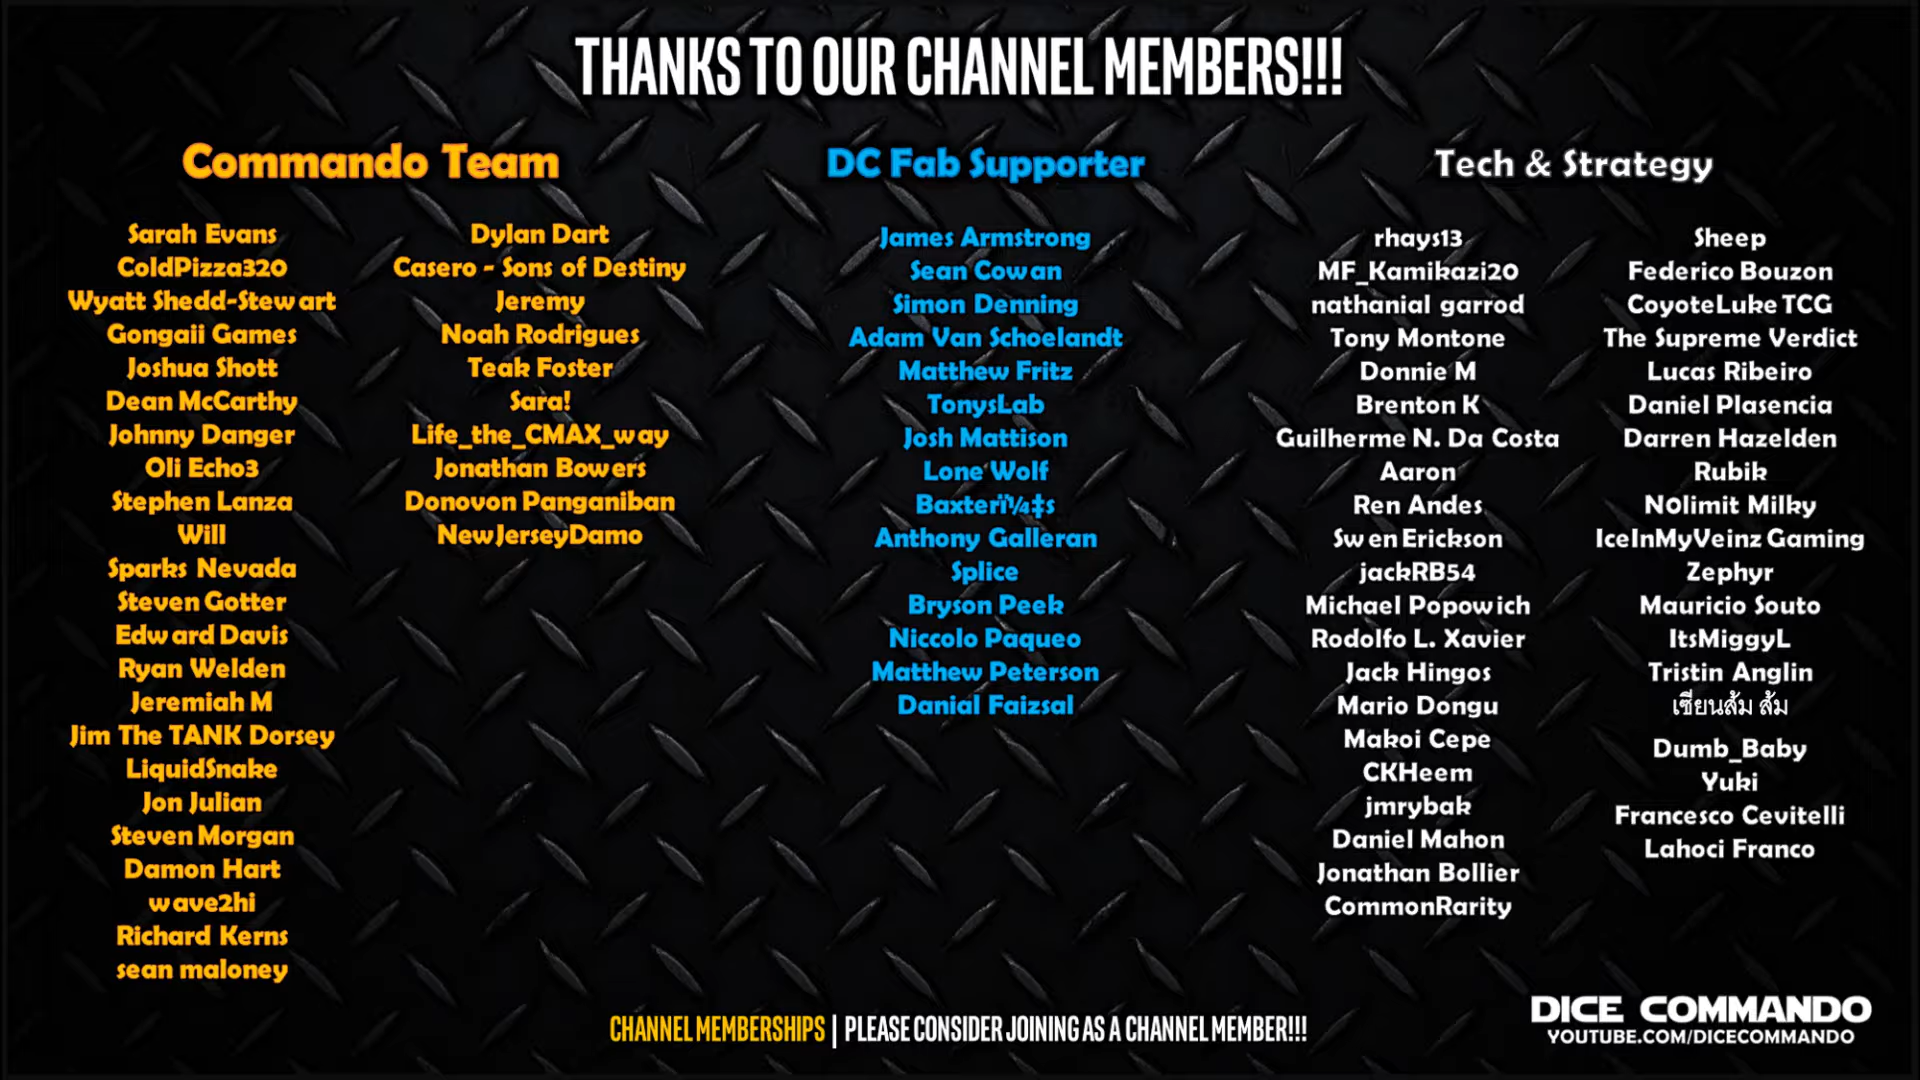 THANKS TO OUR CHANNEL MEMBERS!!!
Commando Team
Sarah Evans
ColdPizza320
Wyatt Shedd-Stewart
Gongaii Games
Joshua Shott
Dean McCarthy
Johnny Danger
Oli Echo3
Stephen Lanza
Will
Sparks Nevada
Steven Gotter
Edward Davis
Ryan Welden
Jeremiah M
Jim The TANK Dorsey
LiquidSnake
Jon Julian
Steven Morgan
Damon Hart
wave2hi
Richard Kerns
sean maloney
Dylan Dart
Casero - Sons of Destiny
Jeremy
Noah Rodrigues
Teak Foster
Sara!
Life_the_CMAX_way
Jonathan Bowers
Donovon Panganiban
NewJerseyDamo
DC Fab Supporter
James Armstrong
Sean Cowan
Simon Denning
Adam Van Schoelandt
Matthew Fritz
TonysLab
Josh Mattison
Lone Wolf
Baxterï¼‡s
Anthony Galleran
Splice
Bryson Peek
Niccolo Paqueo
Matthew Peterson
Danial Faizsal
Tech & Strategy
rhays13
MF_Kamikazi20
nathanial garrod
Tony Montone
Donnie M
Brenton K
Guilherme N. Da Costa
Aaron
Ren Andes
Swen Erickson
jackRB54
Michael Popowich
Rodolfo L. Xavier
Jack Hingos
Mario Dongu
Makoi Cepe
CKHeem
jmrybak
Daniel Mahon
Jonathan Bollier
CommonRarity
Sheep
Federico Bouzon
CoyoteLuke TCG
The Supreme Verdict
Lucas Ribeiro
Daniel Plasencia
Darren Hazelden
Rubik
N0limit Milky
IceInMyVeinz Gaming
Zephyr
Mauricio Souto
ItsMiggyL
Tristin Anglin
เซียนส้ม ส้ม
Dumb_Baby
Yuki
Francesco Cevitelli
Lahoci Franco
CHANNEL MEMBERSHIPS | PLEASE CONSIDER JOINING AS A CHANNEL MEMBER!!!
DICE COMMANDO
YOUTUBE.COM/DICECOMMANDO